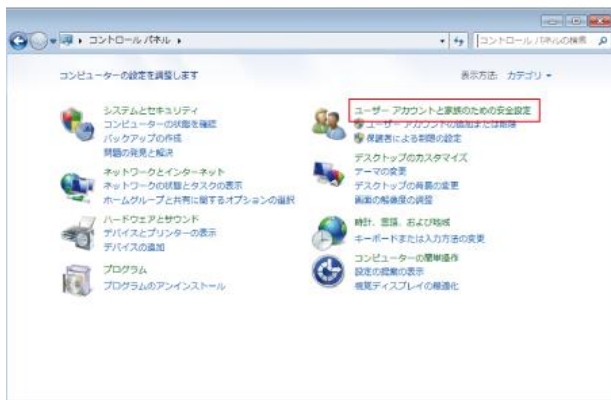 コントロール パネル
コントロール パネルの検索
コンピューターの設定を調整します
表示方法: カテゴリ
システムとセキュリティ
コンピューターの状態を確認
バックアップの作成
問題の発見と解決
ネットワークとインターネット
ネットワークの状態とタスクの表示
ホームグループと共有に関するオプションの選択
ハードウェアとサウンド
デバイスとプリンターの表示
デバイスの追加
プログラム
プログラムのアンインストール
ユーザー アカウントと家族のための安全設定
ユーザー アカウントの追加または削除
保護者による制限の設定
デスクトップのカスタマイズ
テーマの変更
デスクトップの背景の変更
画面の解像度の調整
時計、言語、および地域
キーボードまたは入力方法の変更
コンピューターの簡単操作
設定の提案の表示
視覚ディスプレイの最適化